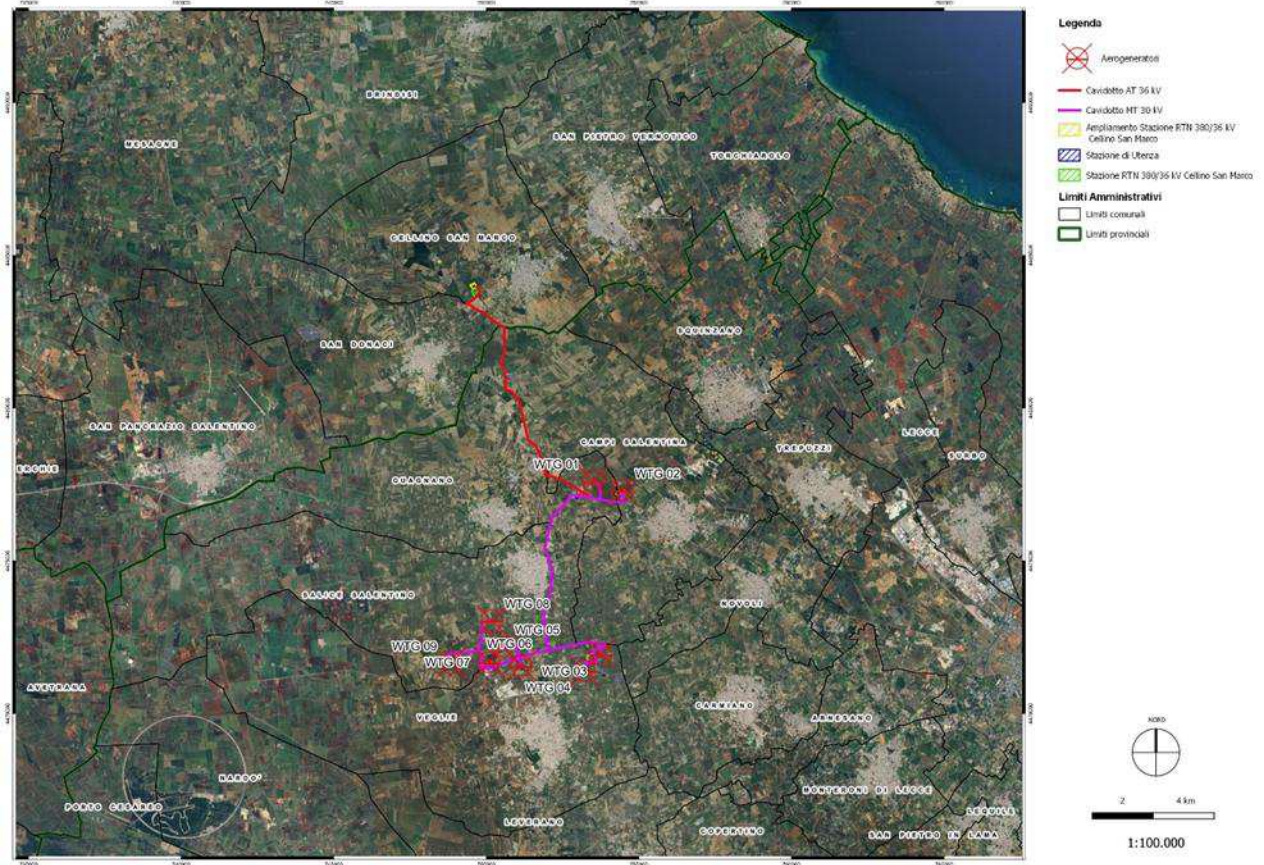 BRINDISI
MESAGNE
SAN PIETRO VERNOTICO
TORCHIAROLO
CELLINO SAN MARCO
SQUINZANO
SAN DONACI
SAN PANCRAZIO SALENTINO
ERCHIE
CAMPI SALENTINA
TREPUZZI
LECCE
SURBO
GUAGNANO
WTG 01
WTG 02
SALICE SALENTINO
NOVOLI
WTG 08
WTG 05
WTG 09
WTG 06
WTG 07
WTG 03
WTG 04
AVETRANA
VEGLIE
CARMIANO
ARNESANO
NARDO'
PORTO CESAREO
MONTERONI DI LECCE
LEVERANO
COPERTINO
LEQUILE
SAN PIETRO IN LAMA
Legenda
Aerogeneratori
Cavidotto AT 36 kV
Cavidotto MT 30 kV
Ampliamento Stazione RTN 380/36 kV
Cellino San Marco
Stazione di Utenza
Stazione RTN 380/36 kV Cellino San Marco
Limiti Amministrativi
Limiti comunali
Limiti provinciali
NORD
2 4 km
1:100.000